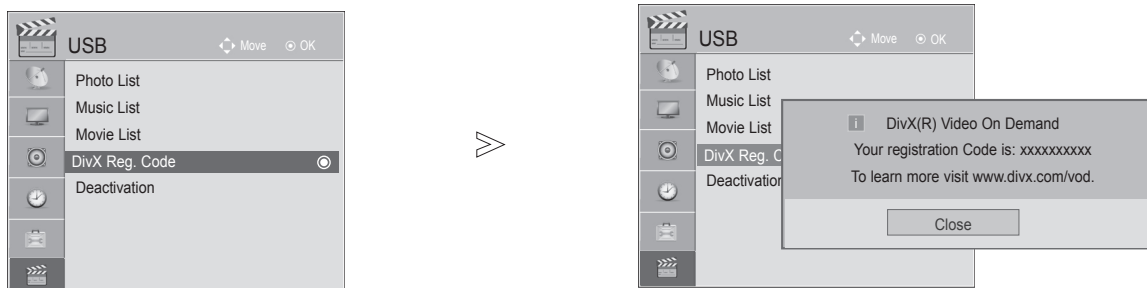 USB
Move
OK
Photo List
Music List
Movie List
DivX Reg. Code
Deactivation
USB
Move
OK
Photo List
Music List
Movie List
DivX Reg. C
Deactivation
i DivX(R) Video On Demand
Your registration Code is: xxxxxxxxxx
To learn more visit www.divx.com/vod.
Close